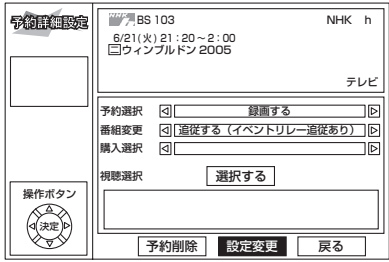 予約詳細設定
NHK BS 103 NHK h
6/21(火) 21：20～2：00
二ウィンブルドン 2005
テレビ
予約選択 録画する
番組変更 追従する（イベントリレー追従あり）
購入選択
視聴選択 選択する
操作ボタン
決定
予約削除 設定変更 戻る